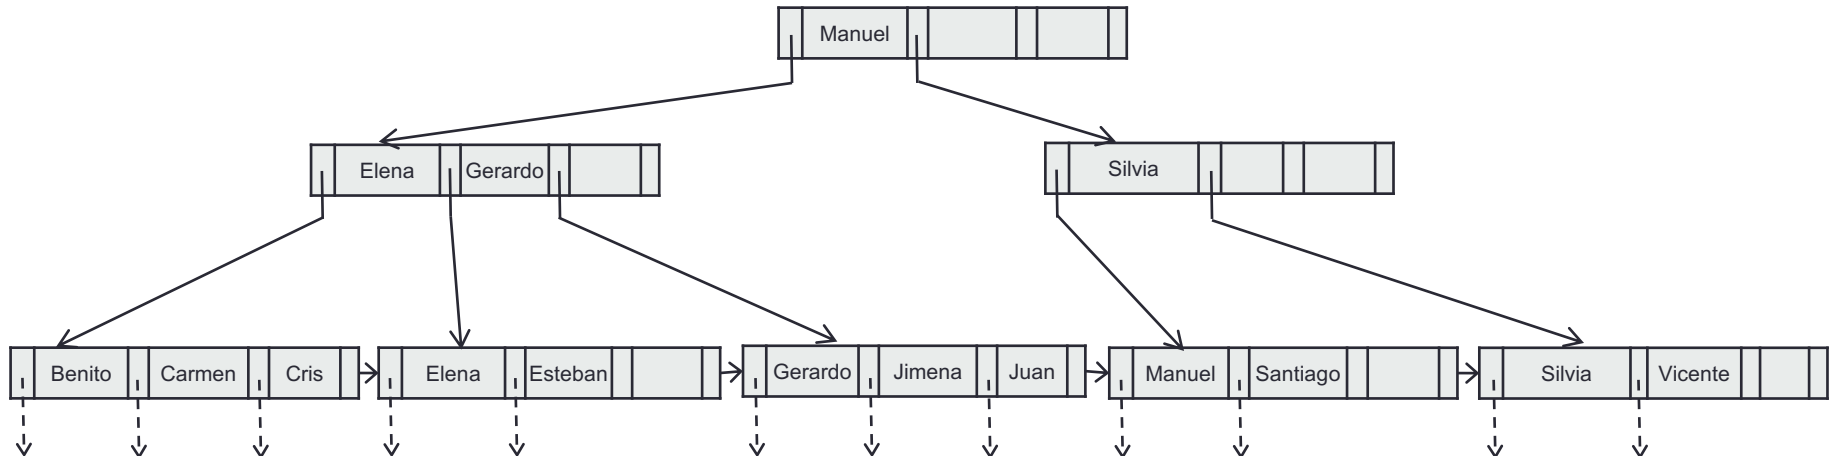 Manuel
Elena Gerardo
Silvia
Benito Carmen Cris
Elena Esteban
Gerardo Jimena Juan
Manuel Santiago
Silvia Vicente